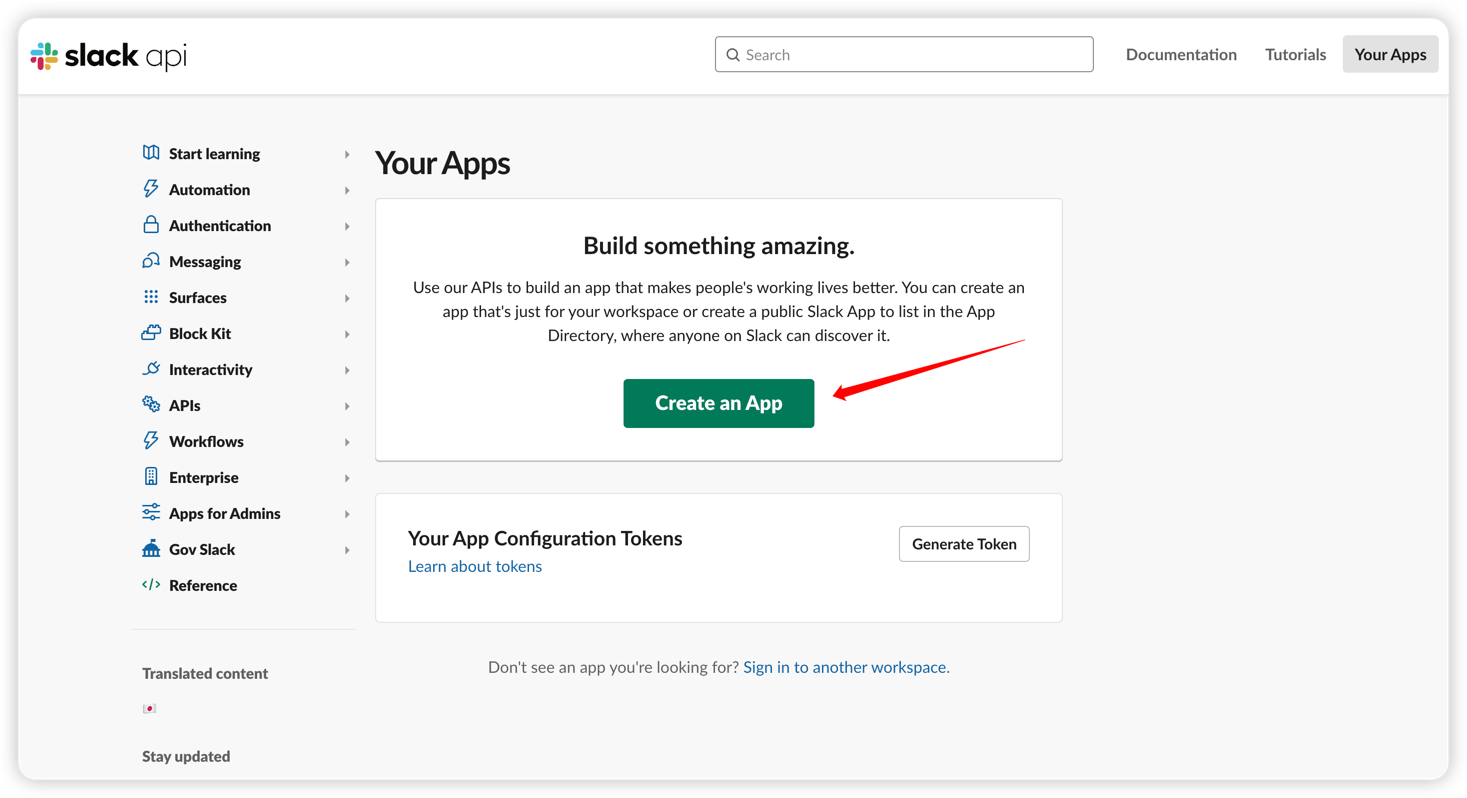 slack api
Search
Documentation
Tutorials
Your Apps
Start learning
Automation
Authentication
Messaging
Surfaces
Block Kit
Interactivity
APIs
Workflows
Enterprise
Apps for Admins
Gov Slack
Reference
Translated content
Stay updated
Your Apps
Build something amazing.
Use our APIs to build an app that makes people's working lives better. You can create an
app that's just for your workspace or create a public Slack App to list in the App
Directory, where anyone on Slack can discover it.
Create an App
Your App Configuration Tokens
Learn about tokens
Generate Token
Don't see an app you're looking for? Sign in to another workspace.